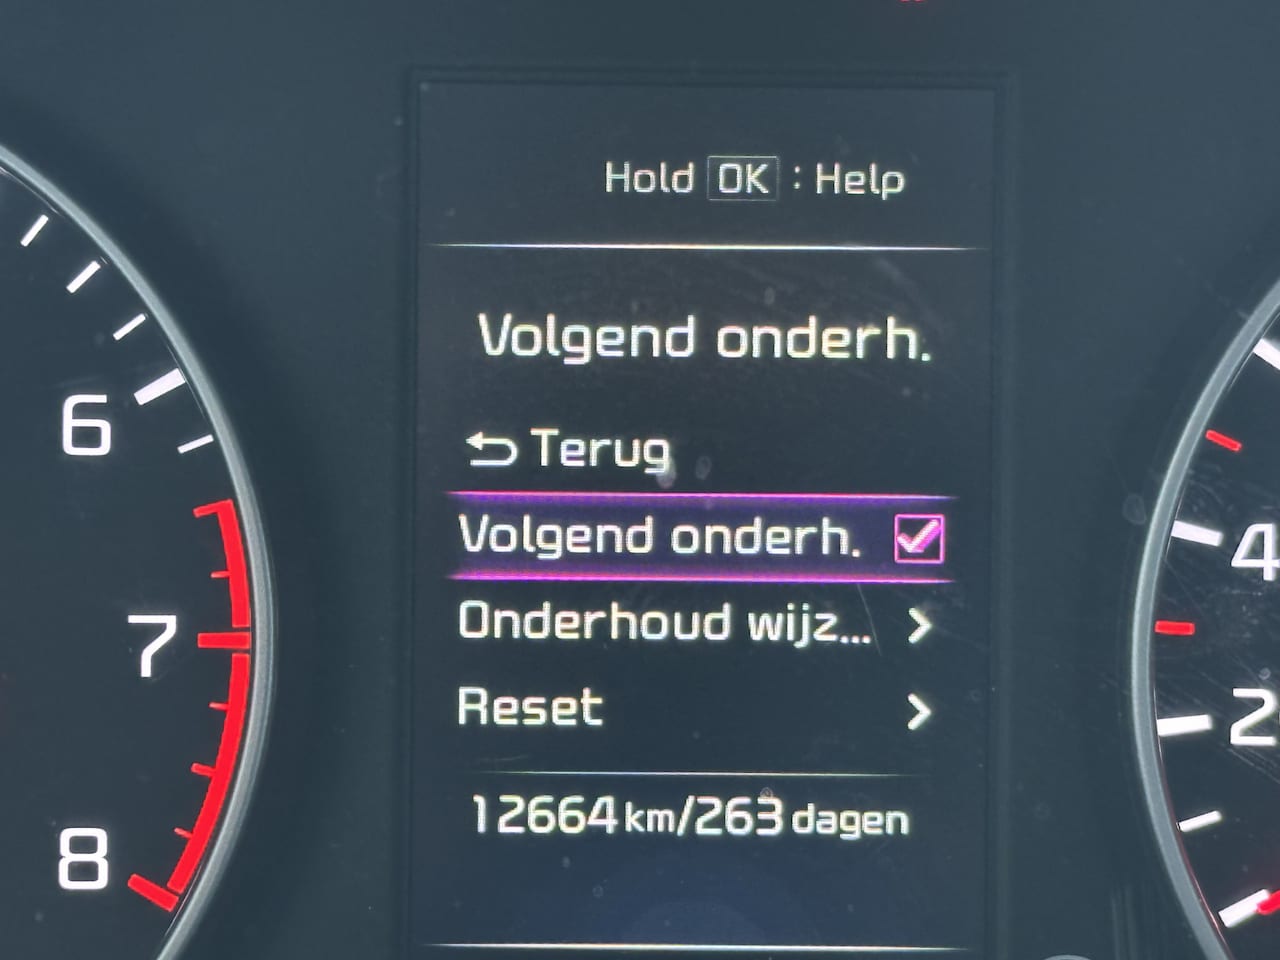 Hold OK : Help
Volgend onderh.
Terug
Volgend onderh.
Onderhoud wijz...
Reset
12664 km/263 dagen
6
7
8
4
2